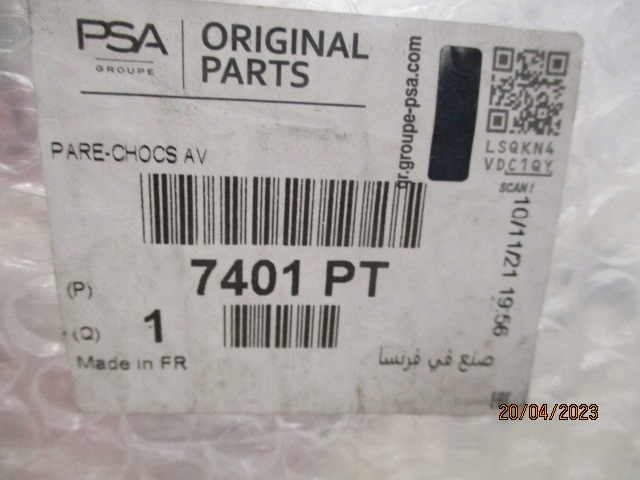 PSA
GROUPE
ORIGINAL
PARTS
qr.groupe-psa.com
LSQKN4
VDC1QY
SCAN!
PARE-CHOCS AV
10/11/21 19:56
(P)
7401 PT
(Q)
1
Made in FR
صنع في فرنسا
20/04/2023